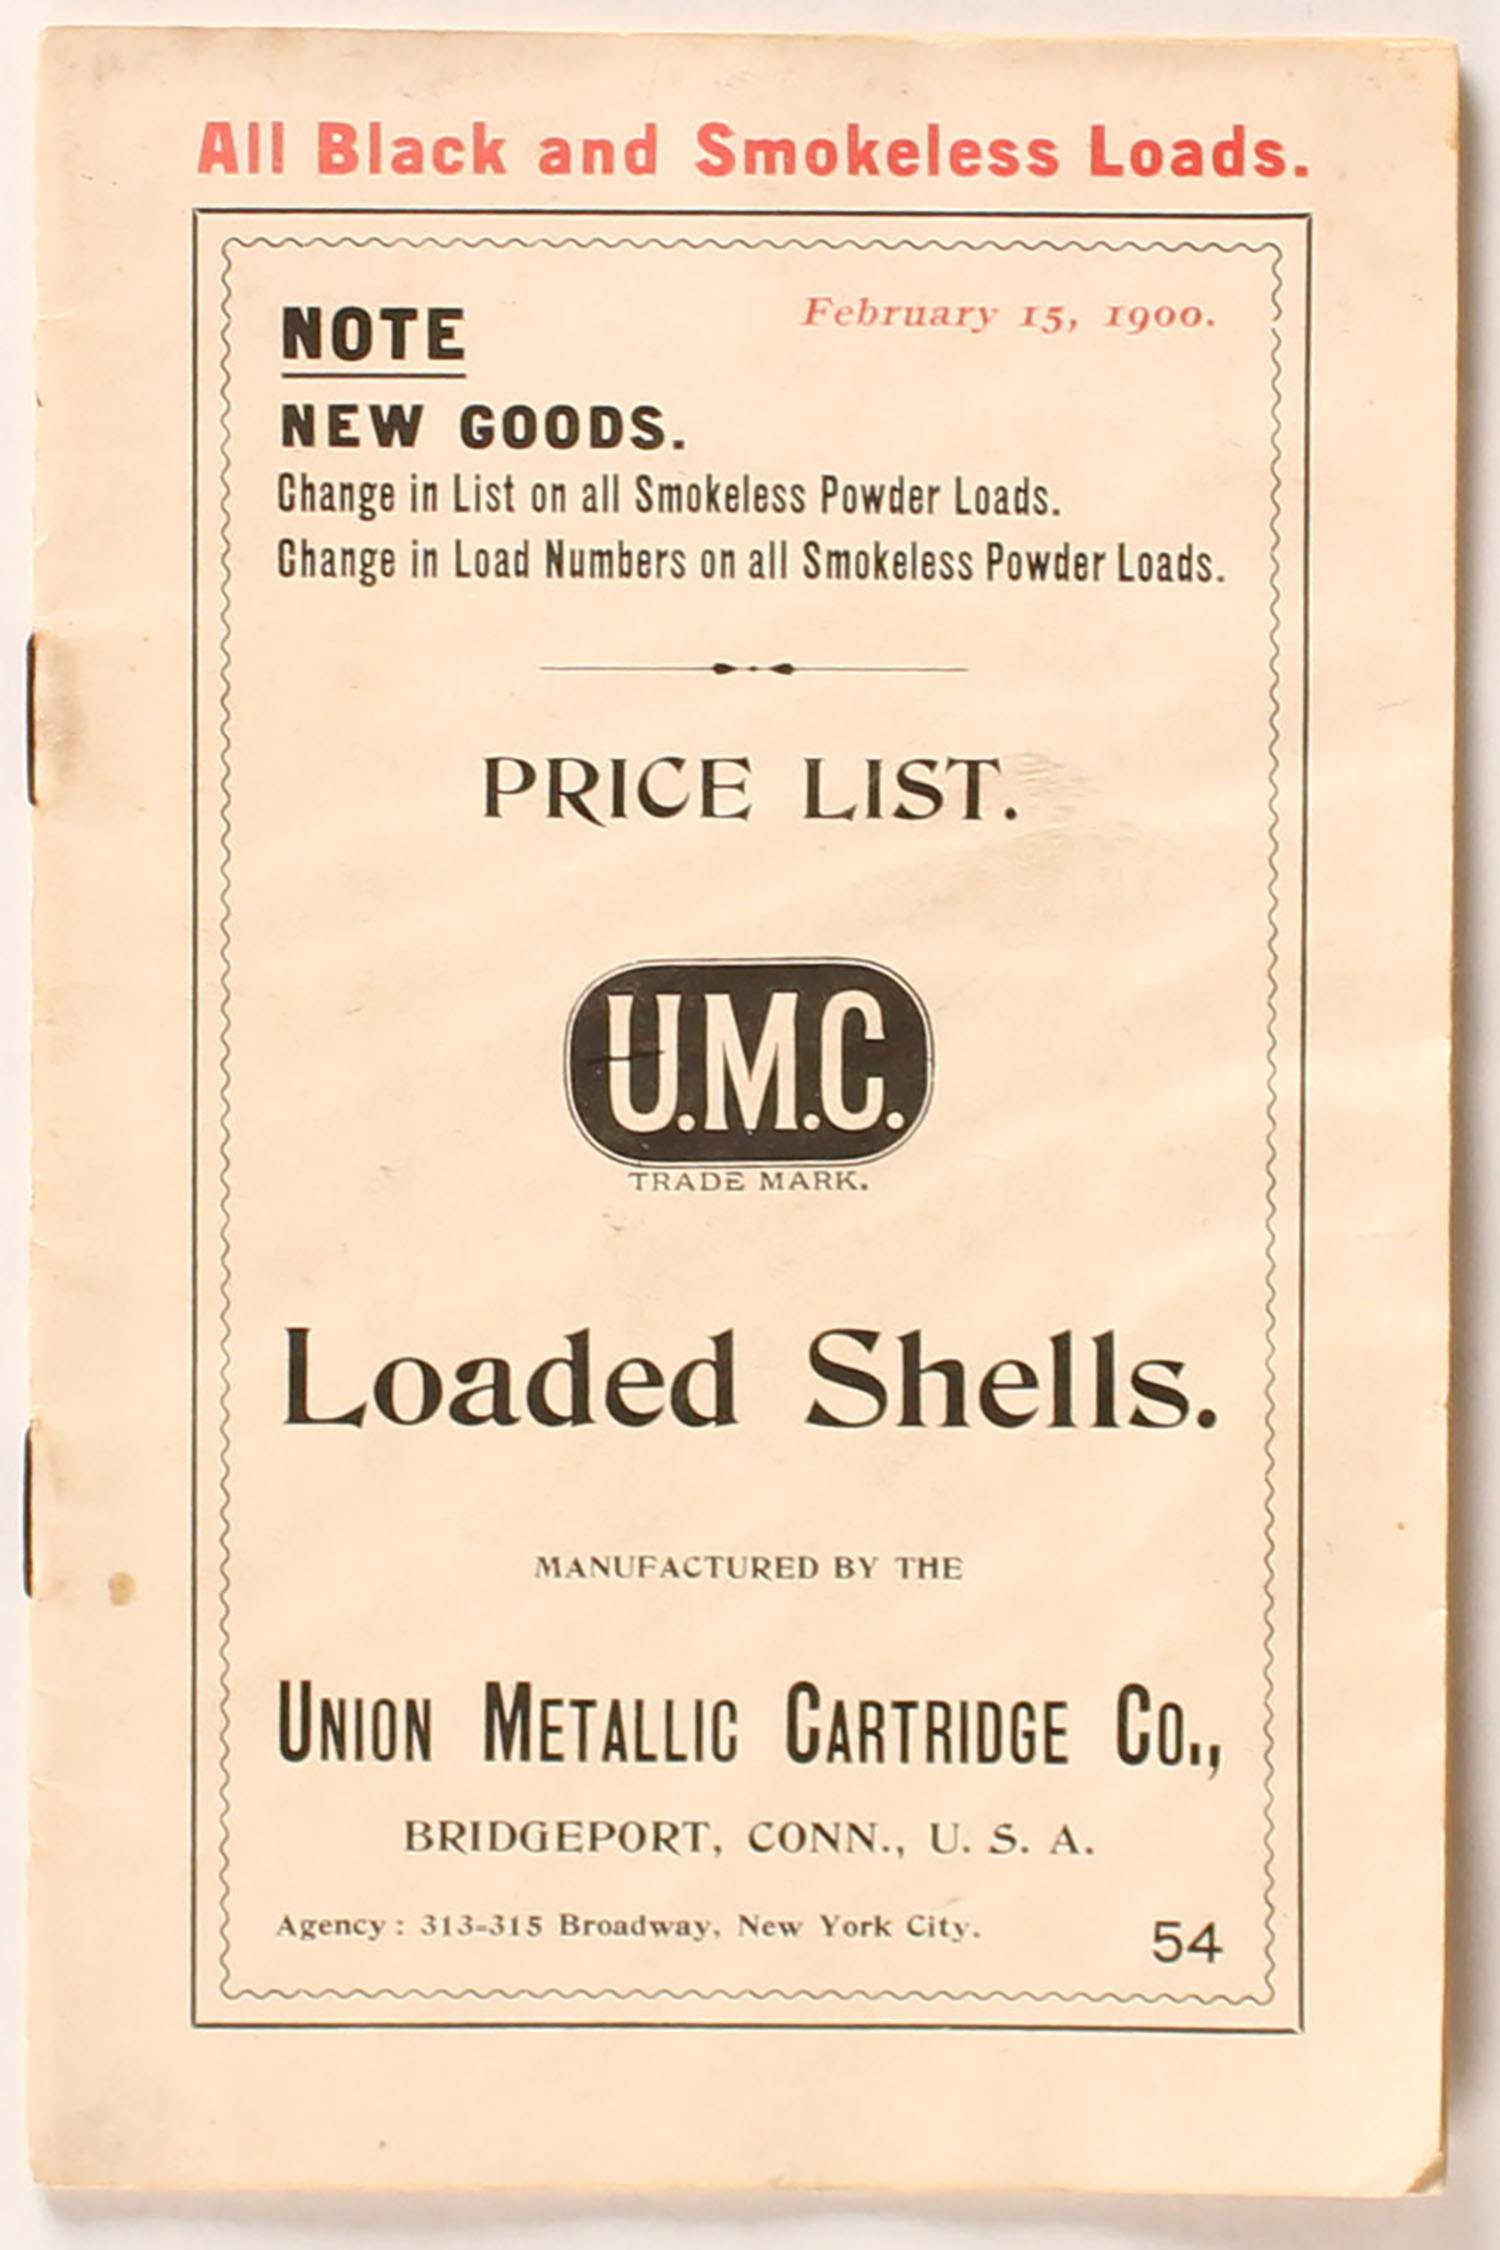 All Black and Smokeless Loads.
February 15, 1900.
NOTE
NEW GOODS.
Change in List on all Smokeless Powder Loads.
Change in Load Numbers on all Smokeless Powder Loads.
PRICE LIST.
U.M.C.
TRADE MARK.
Loaded Shells.
MANUFACTURED BY THE
UNION METALLIC CARTRIDGE CO.,
BRIDGEPORT, CONN., U. S. A.
Agency: 313-315 Broadway, New York City.
54